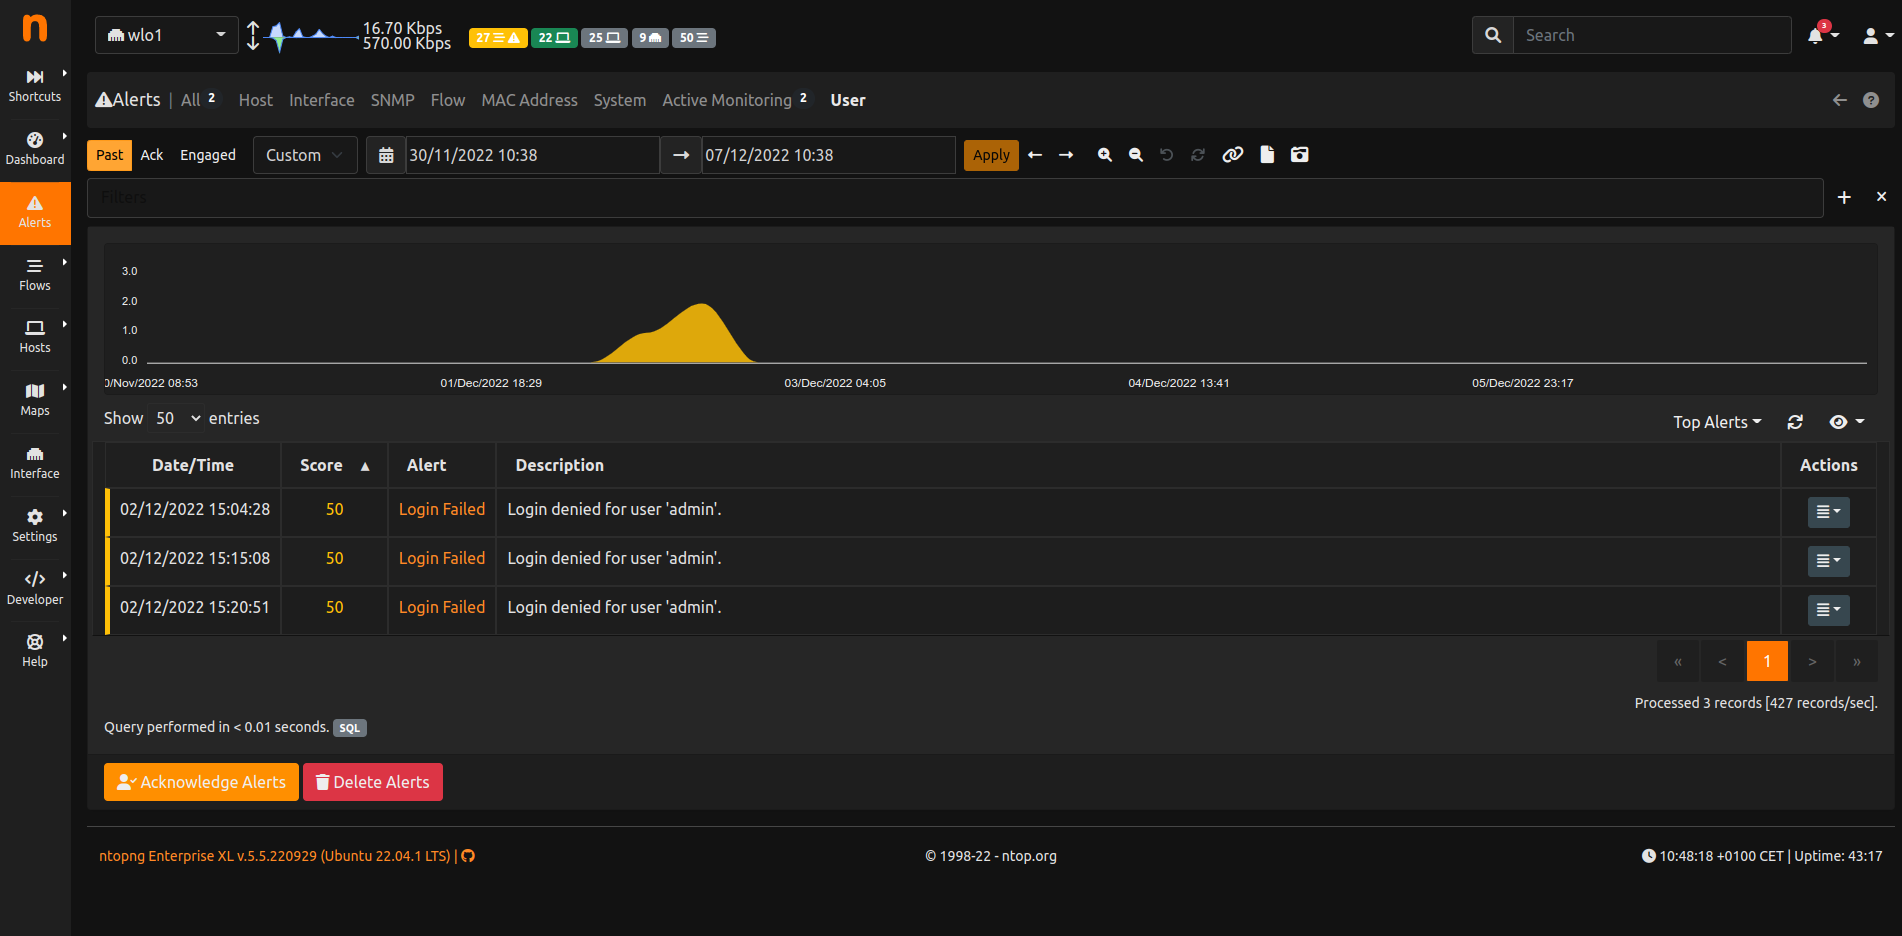 n wlo1 16.70 Kbps 570.00 Kbps 27 22 25 9 50 Search 3
Alerts | All 2 Host Interface SNMP Flow MAC Address System Active Monitoring 2 User
Past Ack Engaged Custom 30/11/2022 10:38 → 07/12/2022 10:38 Apply
Filters
Shortcuts
Dashboard
Alerts
Flows
Hosts
Maps
Interface
Settings
Developer
Help
3.0
2.0
1.0
0.0
0/Nov/2022 08:53 01/Dec/2022 18:29 03/Dec/2022 04:05 04/Dec/2022 13:41 05/Dec/2022 23:17
Show 50 entries Top Alerts
Date/Time Score Alert Description Actions
02/12/2022 15:04:28 50 Login Failed Login denied for user 'admin'.
02/12/2022 15:15:08 50 Login Failed Login denied for user 'admin'.
02/12/2022 15:20:51 50 Login Failed Login denied for user 'admin'.
« < 1 > »
Processed 3 records [427 records/sec].
Query performed in < 0.01 seconds. SQL
Acknowledge Alerts Delete Alerts
ntopng Enterprise XL v.5.5.220929 (Ubuntu 22.04.1 LTS) | © 1998-22 - ntop.org 10:48:18 +0100 CET | Uptime: 43:17